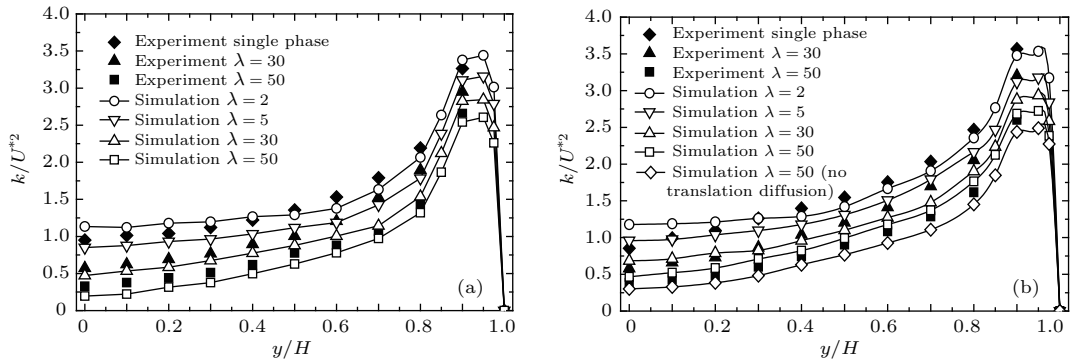 4.0
3.5
3.0
2.5
2.0
1.5
1.0
0.5
0
k/U*2
Experiment single phase
Experiment λ = 30
Experiment λ = 50
Simulation λ = 2
Simulation λ = 5
Simulation λ = 30
Simulation λ = 50
(a)
0 0.2 0.4 0.6 0.8 1.0
y/H
4.0
3.5
3.0
2.5
2.0
1.5
1.0
0.5
0
k/U*2
Experiment single phase
Experiment λ = 30
Experiment λ = 50
Simulation λ = 2
Simulation λ = 5
Simulation λ = 30
Simulation λ = 50
Simulation λ = 50 (no
translation diffusion)
(b)
0 0.2 0.4 0.6 0.8 1.0
y/H